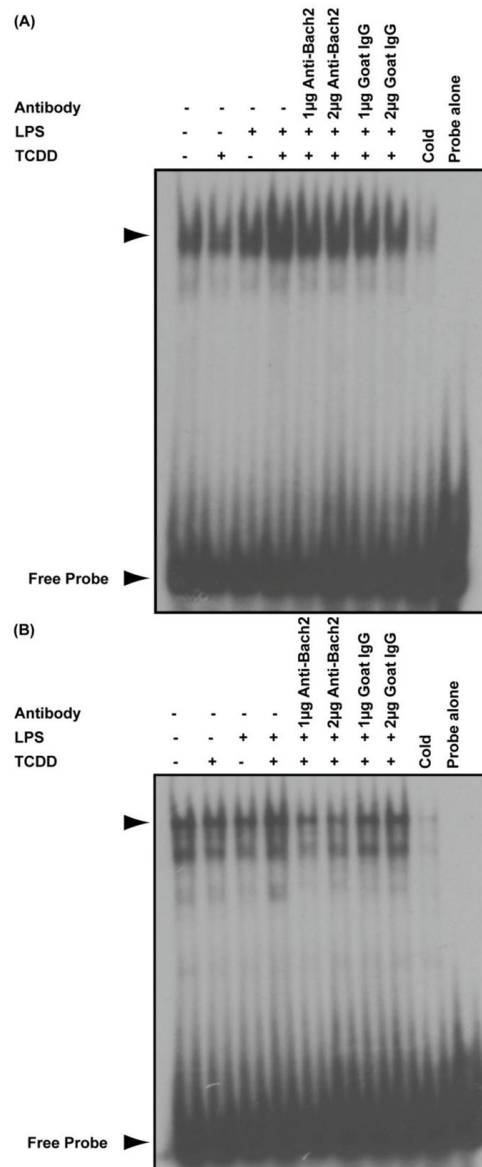 (A)
1µg Anti-Bach2
2µg Anti-Bach2
1µg Goat IgG
2µg Goat IgG
Cold
Probe alone
Antibody - - - -
LPS - - + + + + + +
TCDD - + - + + + + +
Free Probe
(B)
1µg Anti-Bach2
2µg Anti-Bach2
1µg Goat IgG
2µg Goat IgG
Cold
Probe alone
Antibody - - - -
LPS - - + + + + + +
TCDD - + - + + + + +
Free Probe